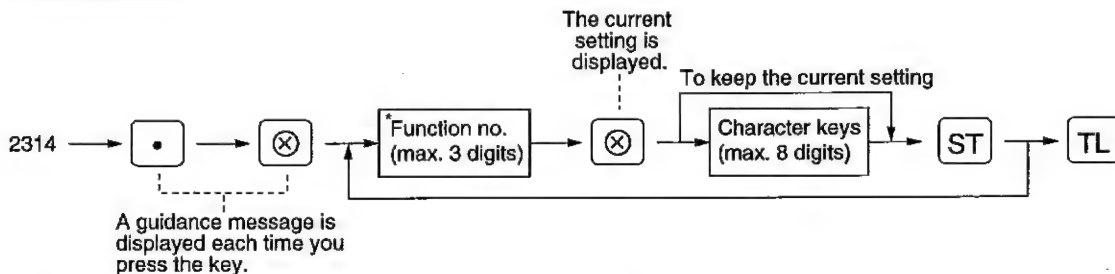 The current
setting is
displayed.
To keep the current setting
2314
•
⊗
*Function no.
(max. 3 digits)
⊗
Character keys
(max. 8 digits)
ST
TL
A guidance message is
displayed each time you
press the key.